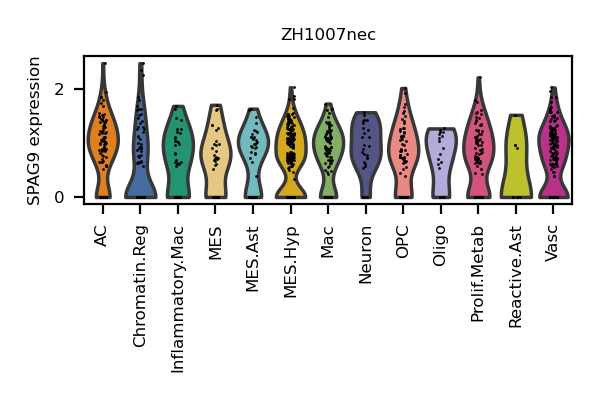 ZH1007nec
SPAG9 expression
2
0
AC
Chromatin.Reg
Inflammatory.Mac
MES
MES.Ast
MES.Hyp
Mac
Neuron
OPC
Oligo
Prolif.Metab
Reactive.Ast
Vasc